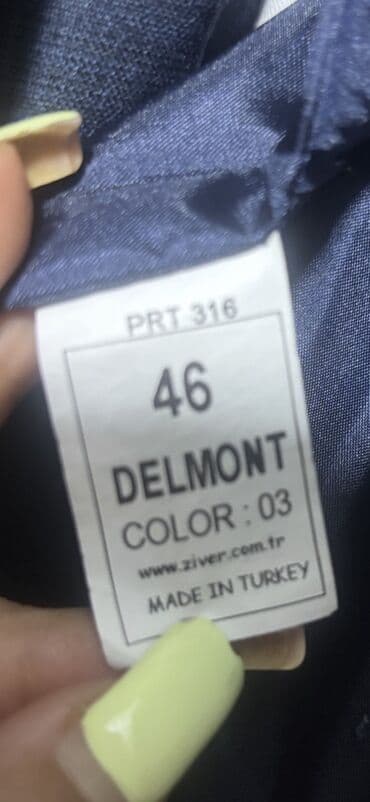 PRT 316
46
DELMONT
COLOR : 03
www.ziver.com.tr
MADE IN TURKEY